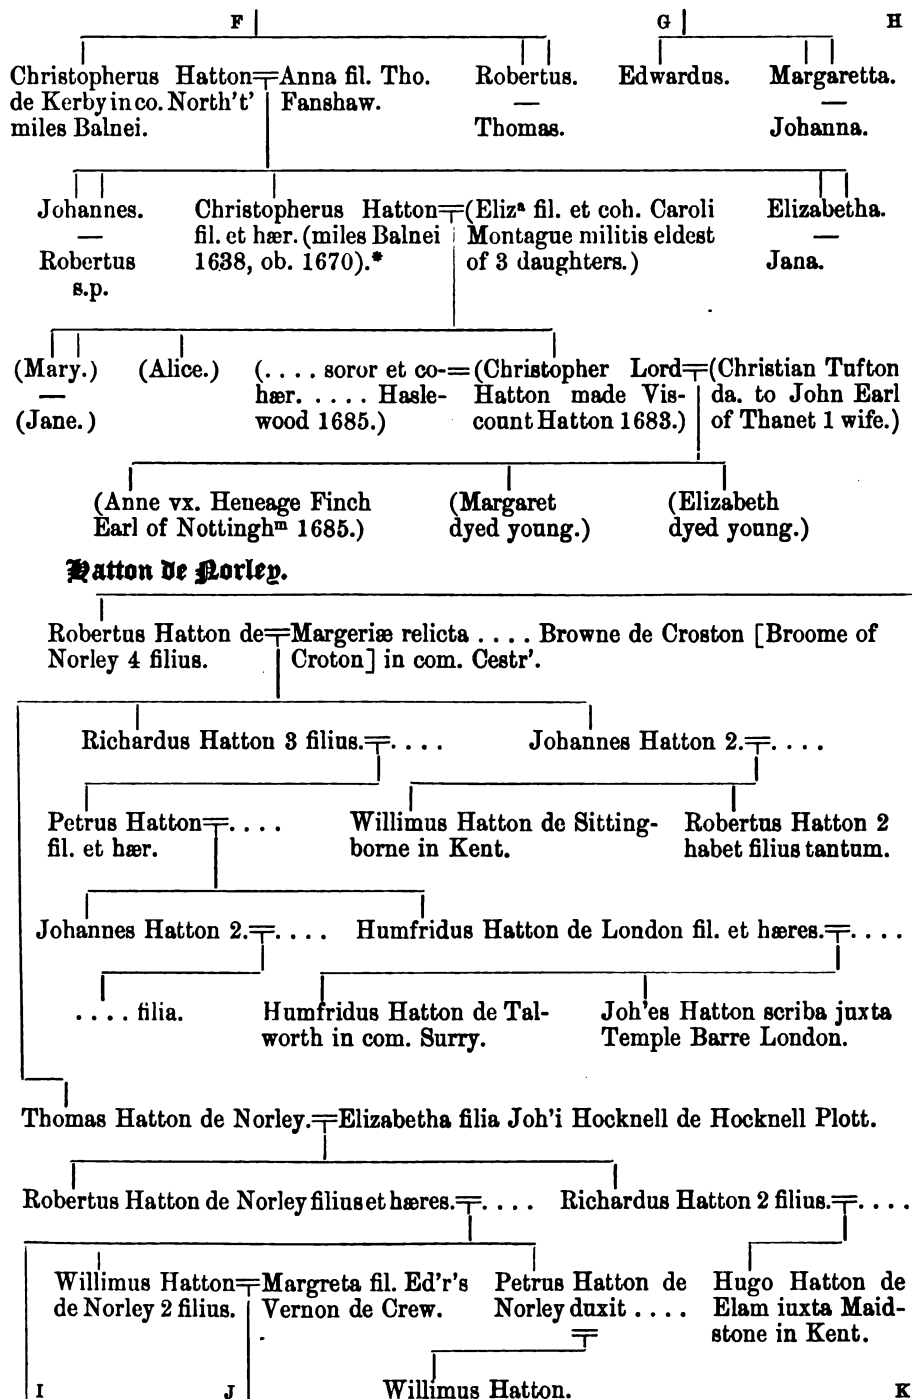 F G H
Christopherus Hatton=Anna fil. Tho. Robertus. Edwardus. Margaretta.
de Kerby in co. North't' Fanshaw. — —
miles Balnei. Thomas. Johanna.
Johannes. Christopherus Hatton=(Elizª fil. et coh. Caroli Elizabetha.
— fil. et hær. (miles Balnei Montague militis eldest —
Robertus 1638, ob. 1670).* of 3 daughters.) Jana.
s.p.
(Mary.) (Alice.) (.... soror et co-=(Christopher Lord=(Christian Tufton
— hær. .... Hasle- Hatton made Vis- da. to John Earl
(Jane.) wood 1685.) count Hatton 1683.) of Thanet 1 wife.)
(Anne vx. Heneage Finch (Margaret (Elizabeth
Earl of Nottinghᵐ 1685.) dyed young.) dyed young.)
Hatton de Norley.
Robertus Hatton de=Margeriæ relicta .... Browne de Croston [Broome of
Norley 4 filius. Croton] in com. Cestr'.
Richardus Hatton 3 filius.=.... Johannes Hatton 2.=....
Petrus Hatton=.... Willimus Hatton de Sitting- Robertus Hatton 2
fil. et hær. borne in Kent. habet filius tantum.
Johannes Hatton 2.=.... Humfridus Hatton de London fil. et hæres.=....
.... filia. Humfridus Hatton de Tal- Joh'es Hatton scriba juxta
worth in com. Surry. Temple Barre London.
Thomas Hatton de Norley.=Elizabetha filia Joh'i Hocknell de Hocknell Plott.
Robertus Hatton de Norley filius et hæres.=.... Richardus Hatton 2 filius.=....
Willimus Hatton=Margreta fil. Ed'r's Petrus Hatton de Hugo Hatton de
de Norley 2 filius. Vernon de Crew. Norley duxit .... Elam iuxta Maid-
stone in Kent.
I J Willimus Hatton. K